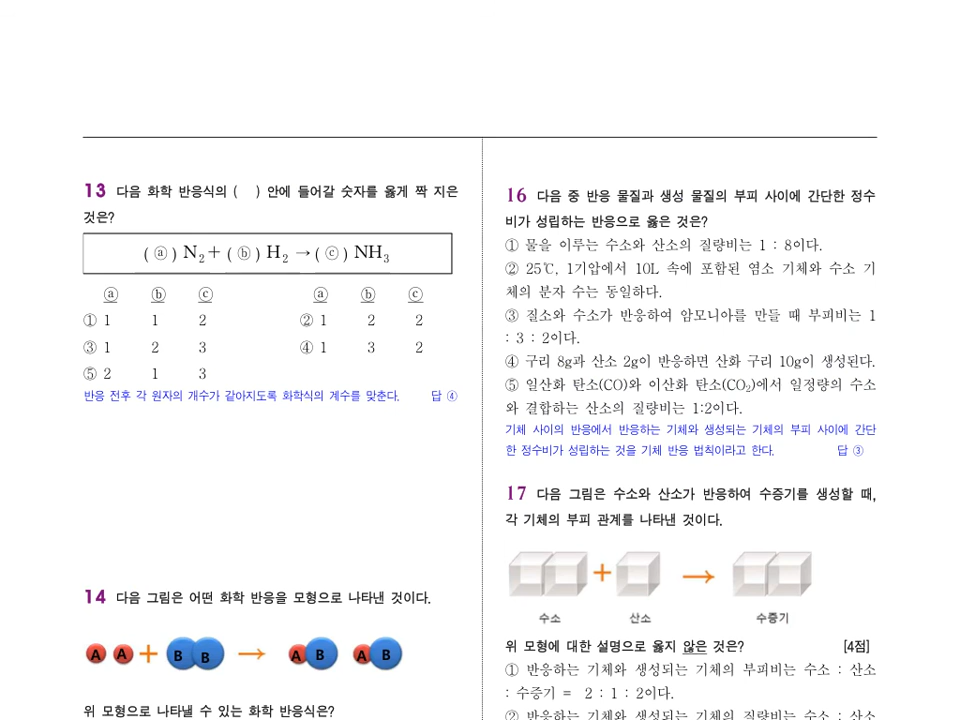 13 다음 화학 반응식의 ( ) 안에 들어갈 숫자를 옳게 짝 지은
것은?
( ⓐ ) N₂ + ( ⓑ ) H₂ → ( ⓒ ) NH₃
ⓐ ⓑ ⓒ ⓐ ⓑ ⓒ
① 1 1 2 ② 1 2 2
③ 1 2 3 ④ 1 3 2
⑤ 2 1 3
반응 전후 각 원자의 개수가 같아지도록 화학식의 계수를 맞춘다. 답 ④
14 다음 그림은 어떤 화학 반응을 모형으로 나타낸 것이다.
A A + B B → A B A B
위 모형으로 나타낼 수 있는 화학 반응식은?
16 다음 중 반응 물질과 생성 물질의 부피 사이에 간단한 정수
비가 성립하는 반응으로 옳은 것은?
① 물을 이루는 수소와 산소의 질량비는 1 : 8이다.
② 25℃, 1기압에서 10L 속에 포함된 염소 기체와 수소 기
체의 분자 수는 동일하다.
③ 질소와 수소가 반응하여 암모니아를 만들 때 부피비는 1
: 3 : 2이다.
④ 구리 8g과 산소 2g이 반응하면 산화 구리 10g이 생성된다.
⑤ 일산화 탄소(CO)와 이산화 탄소(CO₂)에서 일정량의 수소
와 결합하는 산소의 질량비는 1:2이다.
기체 사이의 반응에서 반응하는 기체와 생성되는 기체의 부피 사이에 간단
한 정수비가 성립하는 것을 기체 반응 법칙이라고 한다. 답 ③
17 다음 그림은 수소와 산소가 반응하여 수증기를 생성할 때,
각 기체의 부피 관계를 나타낸 것이다.
+ →
수소 산소 수증기
위 모형에 대한 설명으로 옳지 않은 것은? [4점]
① 반응하는 기체와 생성되는 기체의 부피비는 수소 : 산소
: 수증기 = 2 : 1 : 2이다.
② 반응하는 기체와 생성되는 기체의 질량비는 수소 : 산소